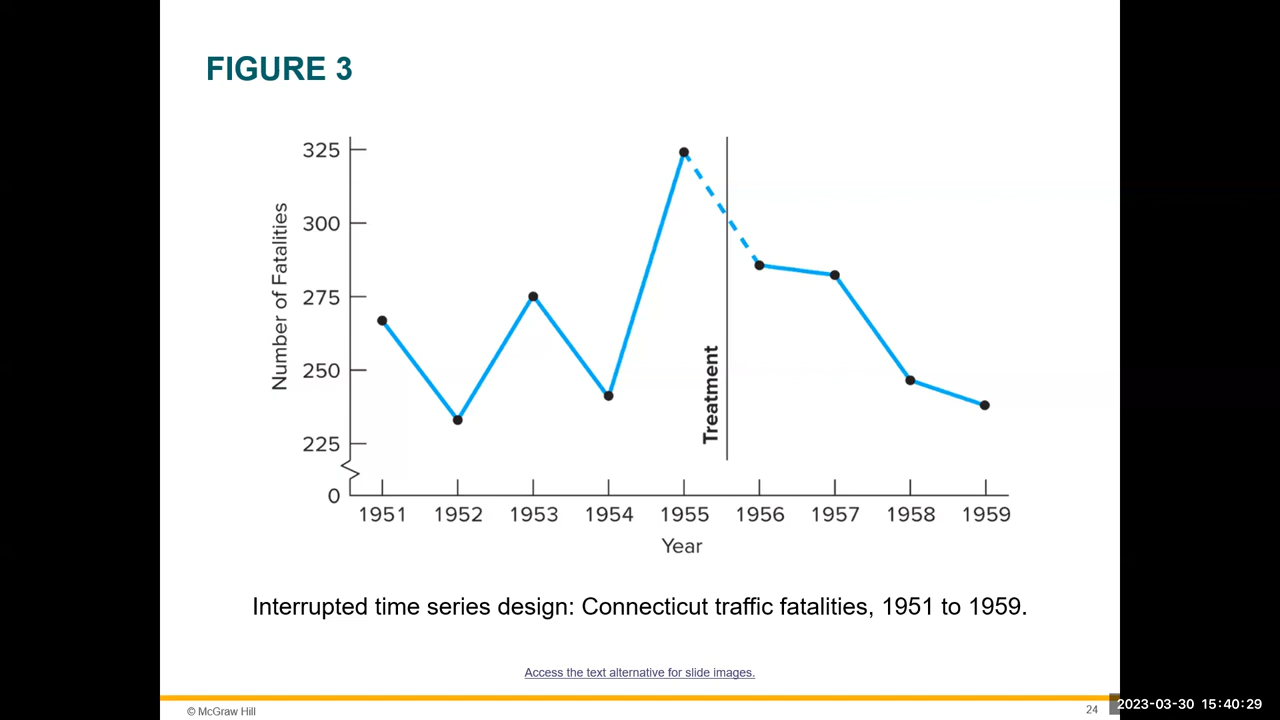 FIGURE 3
325
300
275
250
225
0
Number of Fatalities
Treatment
1951 1952 1953 1954 1955 1956 1957 1958 1959
Year
Interrupted time series design: Connecticut traffic fatalities, 1951 to 1959.
Access the text alternative for slide images.
© McGraw Hill
24
2023-03-30 15:40:29